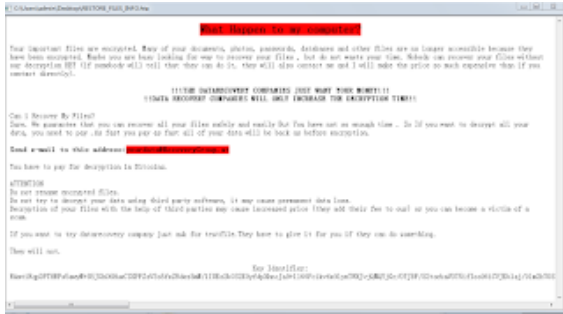 C:\Users\admin\Desktop\RESTORE_FILES_INFO.hta
What Happen to my computer?
Your important files are encrypted. Many of your documents, photos, passwords, databases and other files are no longer accessible because they
have been encrypted. Maybe you are busy looking for way to recover your files , but do not waste your time. Nobody can recover your files without
our decryption KEY (if somebody will tell that they can do it, they will also contact me and I will make the price so much expensive than if you
contact directly).
!!!THE DATARECOVERY COMPANIES JUST WANT YOUR MONEY!!!
!!DATA RECOVERY COMPANIES WILL ONLY INCREASE THE DECRYPTION TIME!!
Can i Recover My Files?
Sure. We guarantee that you can recover all your files safely and easily But You have not so enough time . So If you want to decrypt all your
data, you need to pay .As fast you pay as fast all of your data will be back as before encryption.
Send e-mail to this address:
You have to pay for decryption in Bitcoins.
ATTENTION
Do not rename encrypted files.
Do not try to decrypt your data using third party software, it may cause permanent data loss.
Decryption of your files with the help of third parties may cause increased price (they add their fee to our) or you can become a victim of a
scam.
If you want to try datarecovery company just ask for testfile.They have to give it for you if they can do something.
They will not.
Key Identifier: